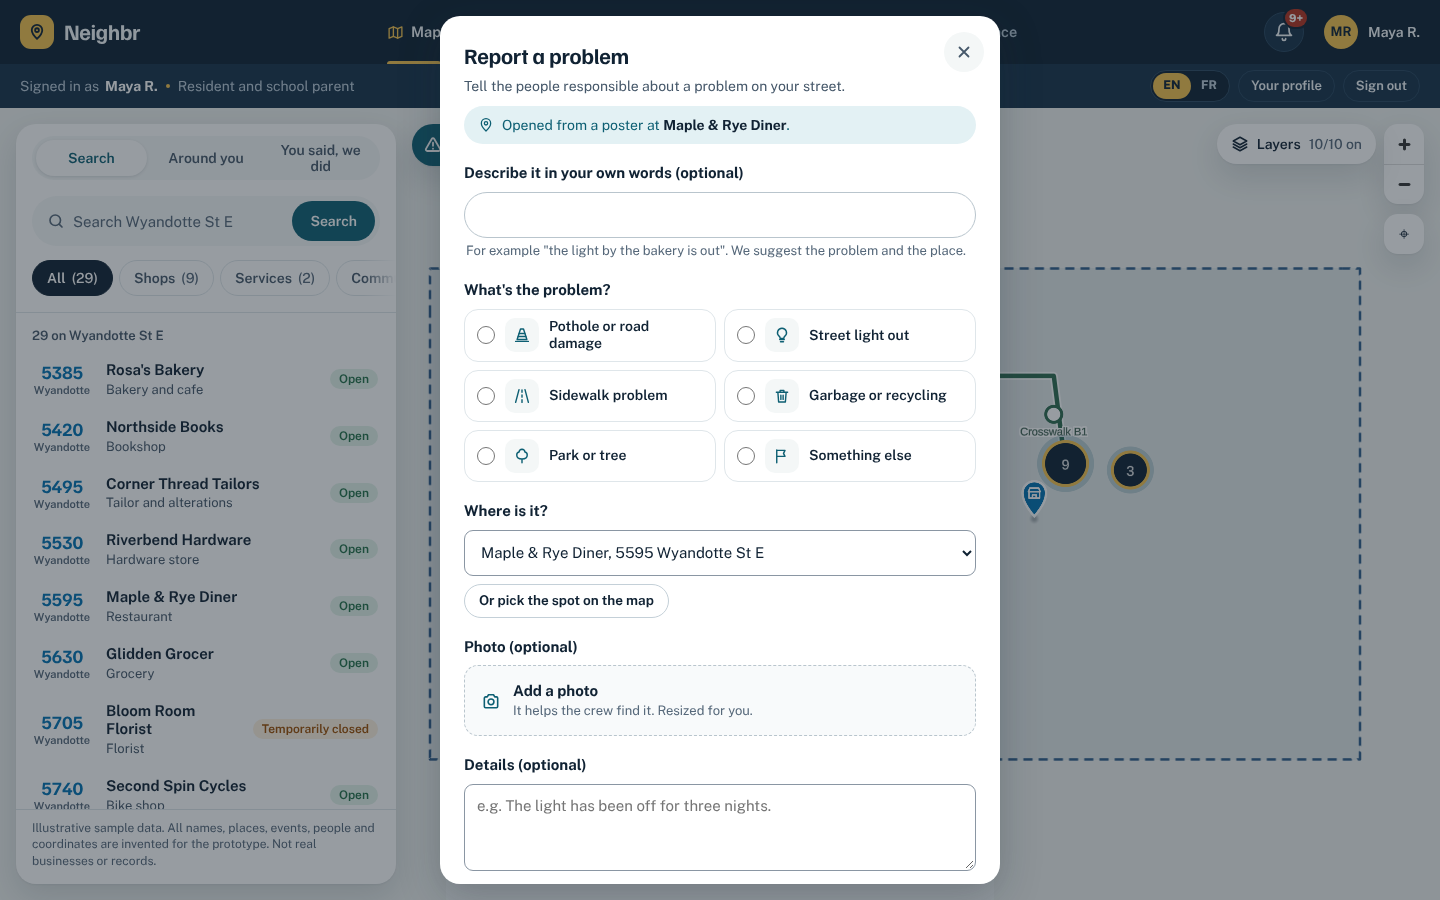 Neighbr
Map
ce
9+
MR
Maya R.
Signed in as Maya R. • Resident and school parent
EN
FR
Your profile
Sign out
Search
Around you
You said, we did
Search Wyandotte St E
Search
All (29)
Shops (9)
Services (2)
Comm
29 on Wyandotte St E
5385
Wyandotte
Rosa's Bakery
Bakery and cafe
Open
5420
Wyandotte
Northside Books
Bookshop
Open
5495
Wyandotte
Corner Thread Tailors
Tailor and alterations
Open
5530
Wyandotte
Riverbend Hardware
Hardware store
Open
5595
Wyandotte
Maple & Rye Diner
Restaurant
Open
5630
Wyandotte
Glidden Grocer
Grocery
Open
5705
Wyandotte
Bloom Room
Florist
Florist
Temporarily closed
5740
Wyandotte
Second Spin Cycles
Bike shop
Open
Illustrative sample data. All names, places, events, people and
coordinates are invented for the prototype. Not real
businesses or records.
Report a problem
Tell the people responsible about a problem on your street.
Opened from a poster at Maple & Rye Diner.
Describe it in your own words (optional)
For example "the light by the bakery is out". We suggest the problem and the place.
What's the problem?
Pothole or road
damage
Street light out
Sidewalk problem
Garbage or recycling
Park or tree
Something else
Where is it?
Maple & Rye Diner, 5595 Wyandotte St E
Or pick the spot on the map
Photo (optional)
Add a photo
It helps the crew find it. Resized for you.
Details (optional)
e.g. The light has been off for three nights.
Layers 10/10 on
+
−
Crosswalk B1
9
3